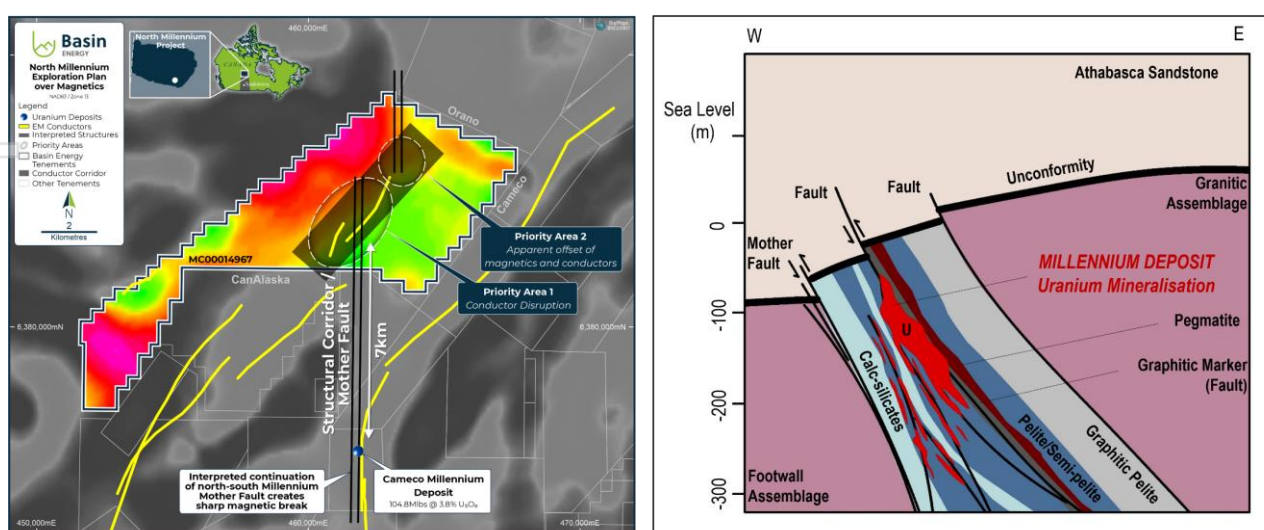 Basin
ENERGY
North Millennium
Exploration Plan
over Magnetics
NAD83 / Zone 13
Legend
Uranium Deposits
EM Conductors
Interpreted Structures
Priority Areas
Basin Energy
Tenements
Conductor Corridor
Other Tenements
N
2
Kilometres
North Millennium
Project
CANADA
460,000mE
Orano
Cameco
MC00014967
CanAlaska
Priority Area 2
Apparent offset of
magnetics and conductors
Priority Area 1
Conductor Disruption
6,380,000mN
6,380,000mN
Structural Corridor /
Mother Fault
7km
Interpreted continuation
of north-south Millennium
Mother Fault creates
sharp magnetic break
Cameco Millennium
Deposit
104.8Mlbs @ 3.8% U₃O₈
450,000mE
460,000mE
470,000mE
W
E
Athabasca Sandstone
Sea Level
(m)
Unconformity
Fault
Fault
Granitic
Assemblage
0
Mother
Fault
MILLENNIUM DEPOSIT
Uranium Mineralisation
-100
Pegmatite
U
Graphitic Marker
(Fault)
Calc-silicates
-200
Pelite/Semi-pelite
Graphitic Pelite
Footwall
Assemblage
-300